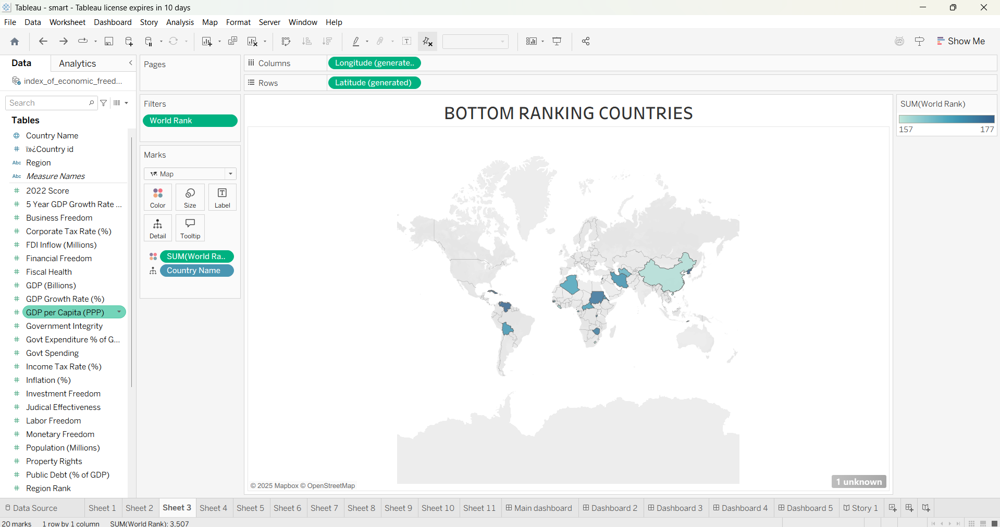 Tableau - smart - Tableau license expires in 10 days
File Data Worksheet Dashboard Story Analysis Map Format Server Window Help
Show Me
Data Analytics
index_of_economic_freed...
Search
Tables
Country Name
ï»¿Country id
Abc Region
Abc Measure Names
2022 Score
5 Year GDP Growth Rate ...
Business Freedom
Corporate Tax Rate (%)
FDI Inflow (Millions)
Financial Freedom
Fiscal Health
GDP (Billions)
GDP Growth Rate (%)
GDP per Capita (PPP)
Government Integrity
Govt Expenditure % of G...
Govt Spending
Income Tax Rate (%)
Inflation (%)
Investment Freedom
Judical Effectiveness
Labor Freedom
Monetary Freedom
Population (Millions)
Property Rights
Public Debt (% of GDP)
Region Rank
Pages
Filters
World Rank
Marks
Map
Color Size Label
Detail Tooltip
SUM(World Ra..
Country Name
Columns Longitude (generate..
Rows Latitude (generated)
BOTTOM RANKING COUNTRIES
© 2025 Mapbox © OpenStreetMap
1 unknown
SUM(World Rank)
157 177
Data Source Sheet 1 Sheet 2 Sheet 3 Sheet 4 Sheet 5 Sheet 6 Sheet 7 Sheet 8 Sheet 9 Sheet 10 Sheet 11 Main dashboard Dashboard 2 Dashboard 3 Dashboard 4 Dashboard 5 Story 1
20 marks 1 row by 1 column SUM(World Rank): 3,507